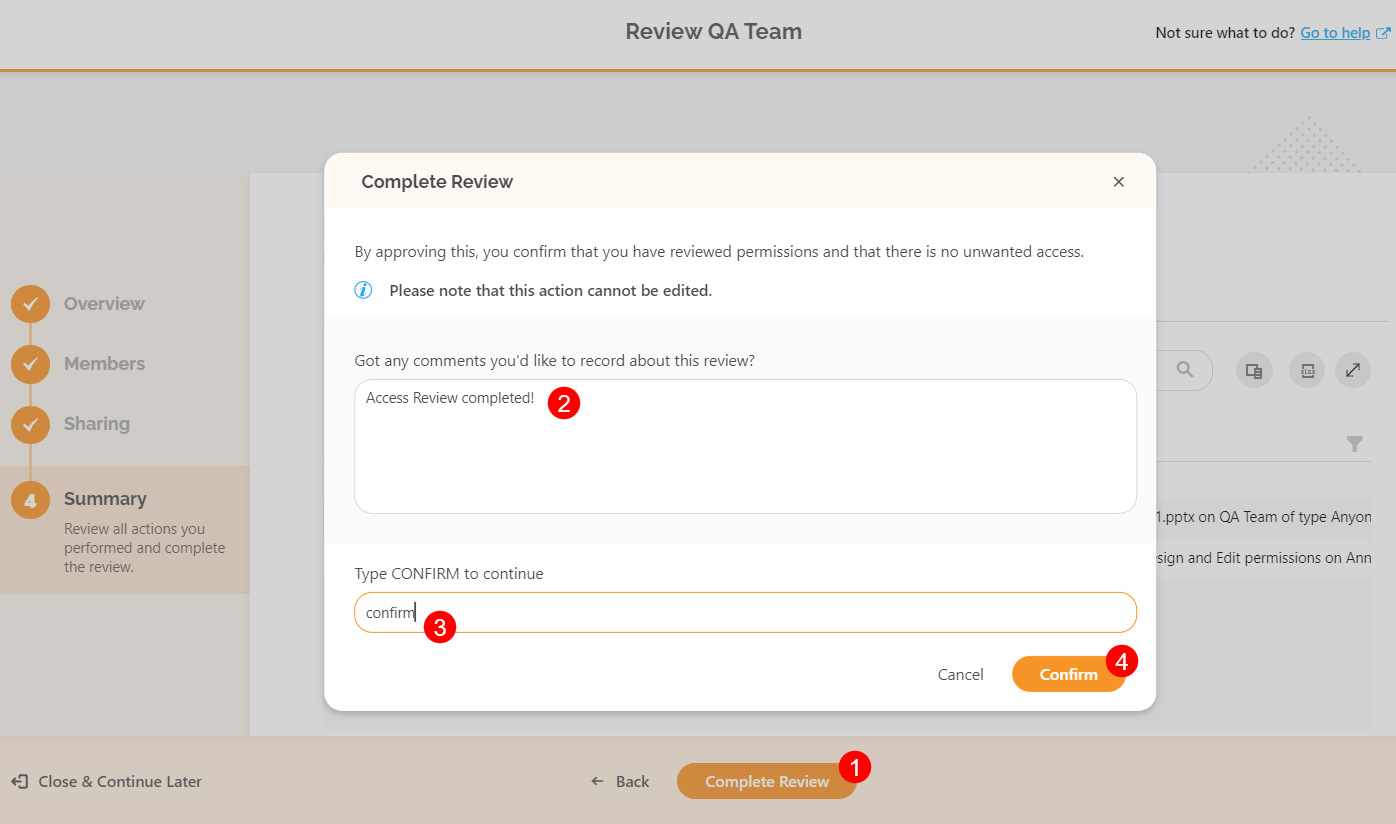 Review QA Team
Not sure what to do? Go to help
Complete Review
By approving this, you confirm that you have reviewed permissions and that there is no unwanted access.
Please note that this action cannot be edited.
Overview
Members
Sharing
4
Summary
Review all actions you
performed and complete
the review.
Got any comments you'd like to record about this review?
Access Review completed!
2
xlsx
1.pptx on QA Team of type Anyon
sign and Edit permissions on Ann
Type CONFIRM to continue
confirm
3
Cancel
Confirm
4
Close & Continue Later
Back
Complete Review
1